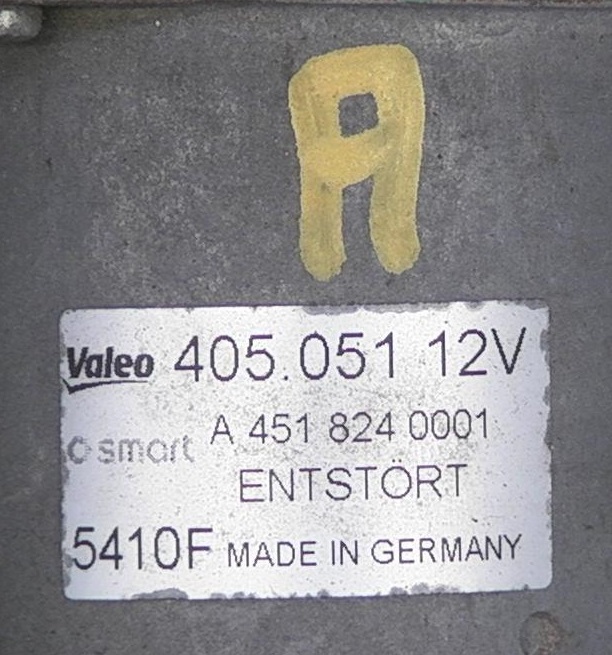 A
Valeo 405.051 12V
A 451 824 0001
smart
ENTSTÖRT
5410F MADE IN GERMANY